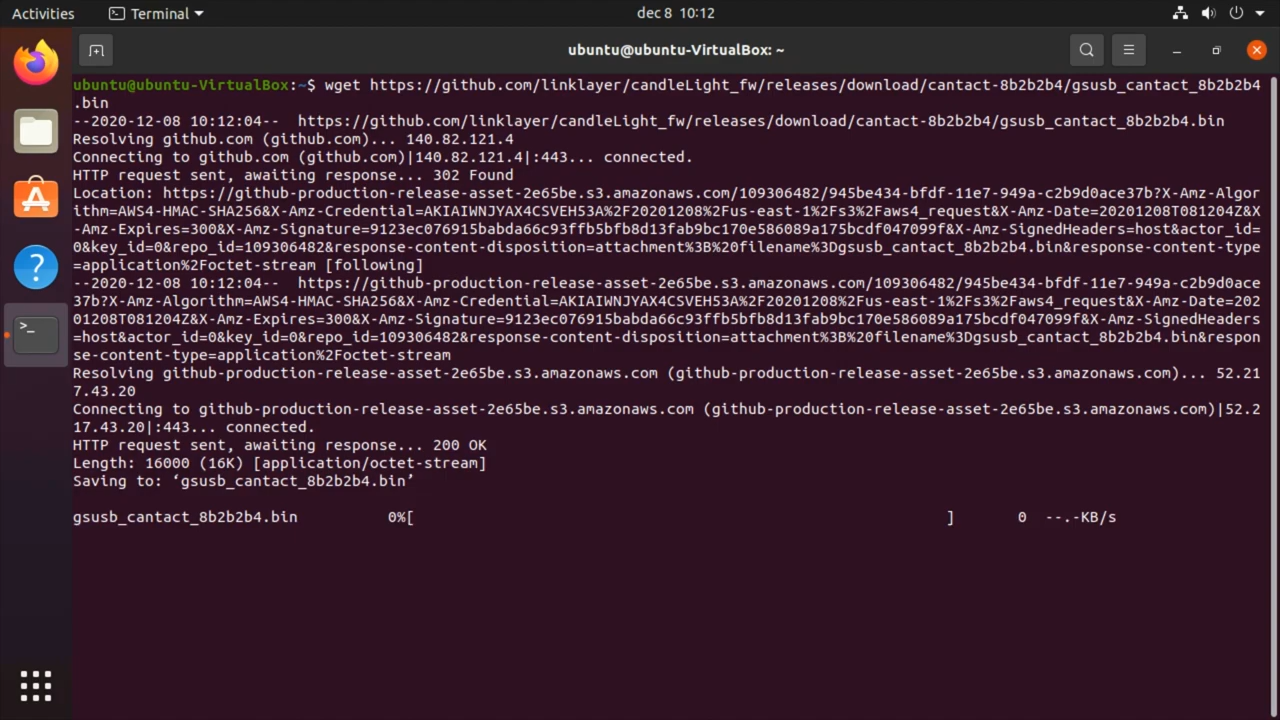 Activities
Terminal
dec 8 10:12
ubuntu@ubuntu-VirtualBox: ~
ubuntu@ubuntu-VirtualBox:~$ wget https://github.com/linklayer/candleLight_fw/releases/download/cantact-8b2b2b4/gsusb_cantact_8b2b2b4
.bin
--2020-12-08 10:12:04--  https://github.com/linklayer/candleLight_fw/releases/download/cantact-8b2b2b4/gsusb_cantact_8b2b2b4.bin
Resolving github.com (github.com)... 140.82.121.4
Connecting to github.com (github.com)|140.82.121.4|:443... connected.
HTTP request sent, awaiting response... 302 Found
Location: https://github-production-release-asset-2e65be.s3.amazonaws.com/109306482/945be434-bfdf-11e7-949a-c2b9d0ace37b?X-Amz-Algor
ithm=AWS4-HMAC-SHA256&X-Amz-Credential=AKIAIWNJYAX4CSVEH53A%2F20201208%2Fus-east-1%2Fs3%2Faws4_request&X-Amz-Date=20201208T081204Z&X
-Amz-Expires=300&X-Amz-Signature=9123ec076915babda66c93ffb5bfb8d13fab9bc170e586089a175bcdf047099f&X-Amz-SignedHeaders=host&actor_id=
0&key_id=0&repo_id=109306482&response-content-disposition=attachment%3B%20filename%3Dgsusb_cantact_8b2b2b4.bin&response-content-type
=application%2Foctet-stream [following]
--2020-12-08 10:12:04--  https://github-production-release-asset-2e65be.s3.amazonaws.com/109306482/945be434-bfdf-11e7-949a-c2b9d0ace
37b?X-Amz-Algorithm=AWS4-HMAC-SHA256&X-Amz-Credential=AKIAIWNJYAX4CSVEH53A%2F20201208%2Fus-east-1%2Fs3%2Faws4_request&X-Amz-Date=202
01208T081204Z&X-Amz-Expires=300&X-Amz-Signature=9123ec076915babda66c93ffb5bfb8d13fab9bc170e586089a175bcdf047099f&X-Amz-SignedHeaders
=host&actor_id=0&key_id=0&repo_id=109306482&response-content-disposition=attachment%3B%20filename%3Dgsusb_cantact_8b2b2b4.bin&respon
se-content-type=application%2Foctet-stream
Resolving github-production-release-asset-2e65be.s3.amazonaws.com (github-production-release-asset-2e65be.s3.amazonaws.com)... 52.21
7.43.20
Connecting to github-production-release-asset-2e65be.s3.amazonaws.com (github-production-release-asset-2e65be.s3.amazonaws.com)|52.2
17.43.20|:443... connected.
HTTP request sent, awaiting response... 200 OK
Length: 16000 (16K) [application/octet-stream]
Saving to: ‘gsusb_cantact_8b2b2b4.bin’
gsusb_cantact_8b2b2b4.bin          0%[                                                           ]       0  --.-KB/s